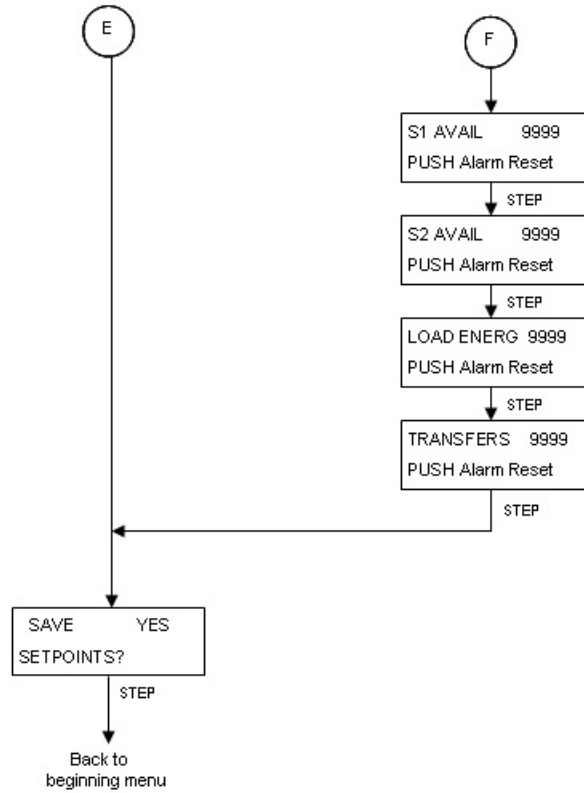 E
F
S1 AVAIL 9999
PUSH Alarm Reset
STEP
S2 AVAIL 9999
PUSH Alarm Reset
STEP
LOAD ENERG 9999
PUSH Alarm Reset
STEP
TRANSFERS 9999
PUSH Alarm Reset
STEP
SAVE YES
SETPOINTS?
STEP
Back to
beginning menu